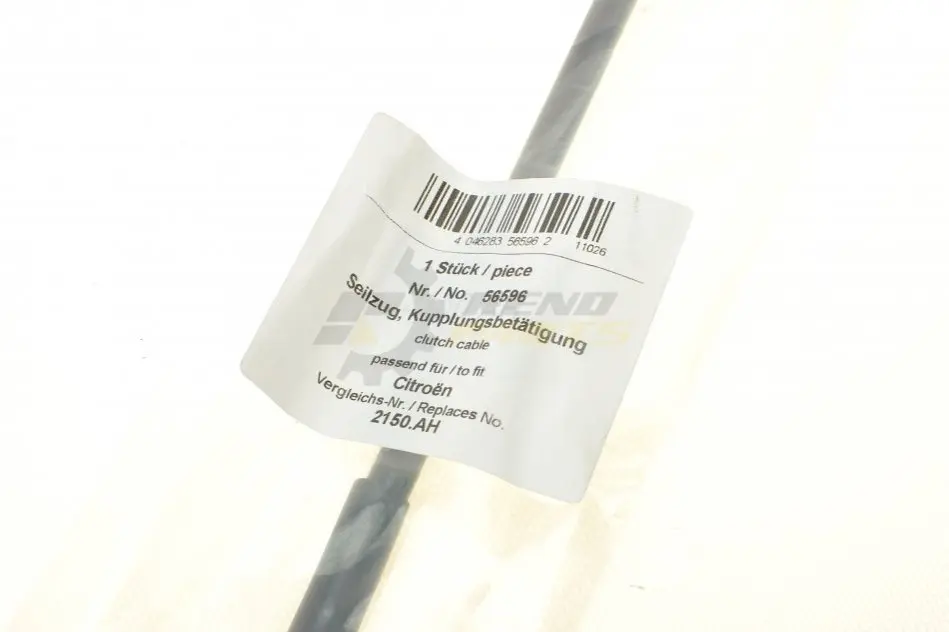 4 046283 56596 2 11026
1 Stück / piece
Nr. / No. 56596
Seilzug, Kupplungsbetätigung
clutch cable
passend für / to fit
Citroën
Vergleichs-Nr. / Replaces No.
2150.AH